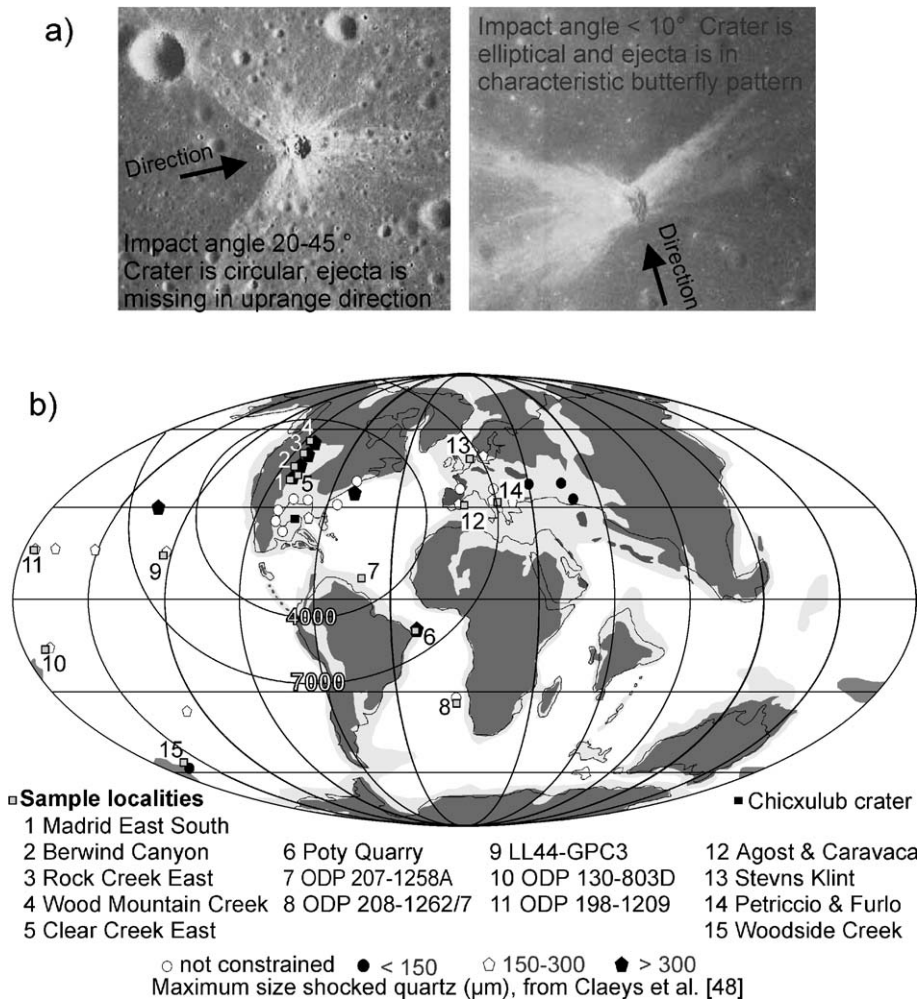 a)
Impact angle 20-45 °
Crater is circular, ejecta is
missing in uprange direction
Direction
Impact angle < 10° Crater is
elliptical and ejecta is in
characteristic butterfly pattern
Direction
b)
4
3
2
1
5
13
14
12
11
9
7
4000
6
10
7000
8
15
Sample localities
Chicxulub crater
1 Madrid East South
2 Berwind Canyon
3 Rock Creek East
4 Wood Mountain Creek
5 Clear Creek East
6 Poty Quarry
7 ODP 207-1258A
8 ODP 208-1262/7
9 LL44-GPC3
10 ODP 130-803D
11 ODP 198-1209
12 Agost & Caravaca
13 Stevns Klint
14 Petriccio & Furlo
15 Woodside Creek
not constrained < 150 150-300 > 300
Maximum size shocked quartz (µm), from Claeys et al. [48]